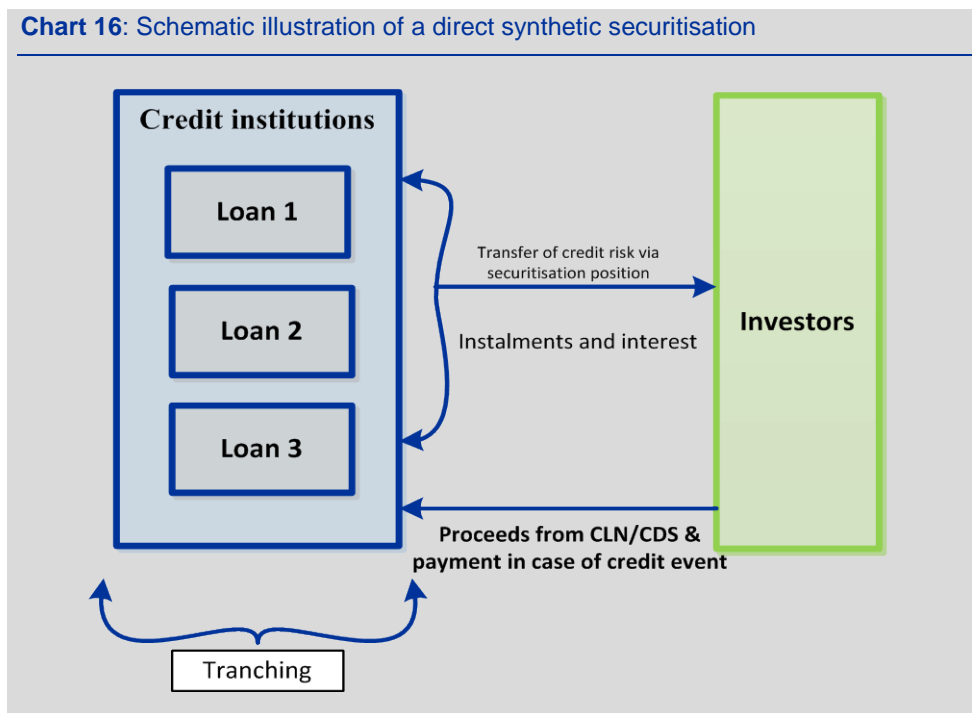 Chart 16: Schematic illustration of a direct synthetic securitisation
Credit institutions
Loan 1
Loan 2
Loan 3
Transfer of credit risk via
securitisation position
Instalments and interest
Investors
Proceeds from CLN/CDS &
payment in case of credit event
Tranching